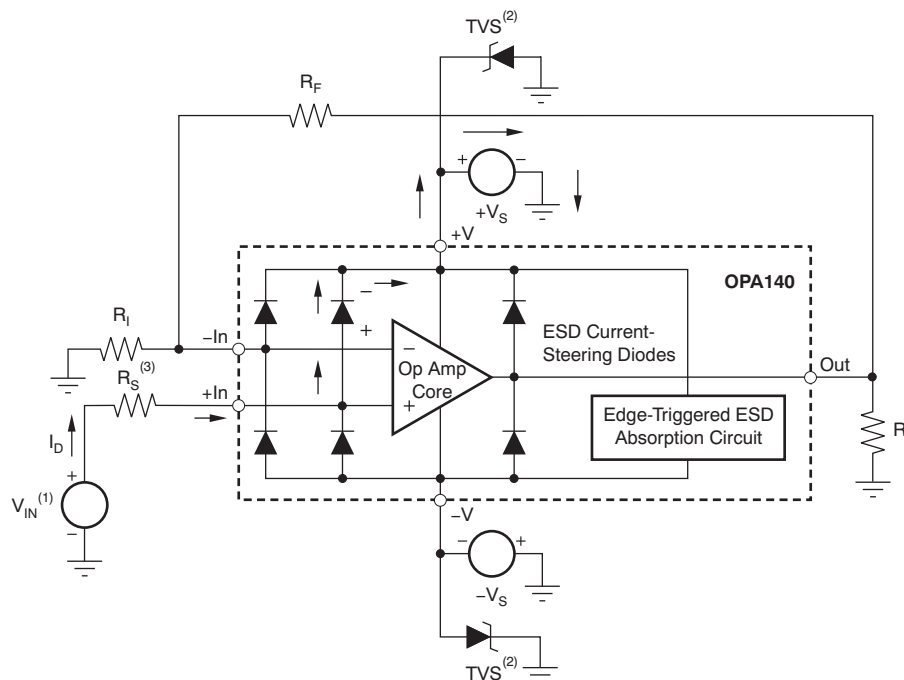 TVS(2)
RF
+ −
+VS
+V
OPA140
−
+
RI
−In
−
Op Amp
Core
+
ESD Current-
Steering Diodes
Out
RS(3)
+In
Edge-Triggered ESD
Absorption Circuit
R
ID
+
VIN(1)
−
−V
− +
−VS
TVS(2)